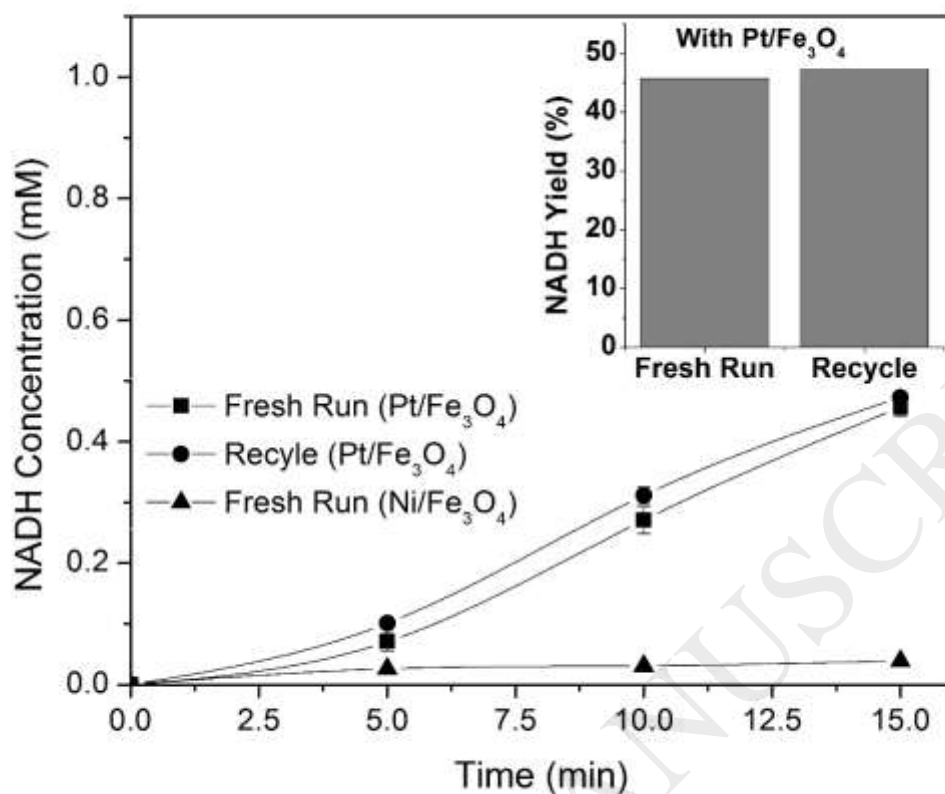 With Pt/Fe₃O₄
NADH Yield (%)
50
40
30
20
10
0
Fresh Run
Recycle
NADH Concentration (mM)
1.0
0.8
0.6
0.4
0.2
0.0
Fresh Run (Pt/Fe₃O₄)
Recyle (Pt/Fe₃O₄)
Fresh Run (Ni/Fe₃O₄)
0.0 2.5 5.0 7.5 10.0 12.5 15.0
Time (min)
NUSCR